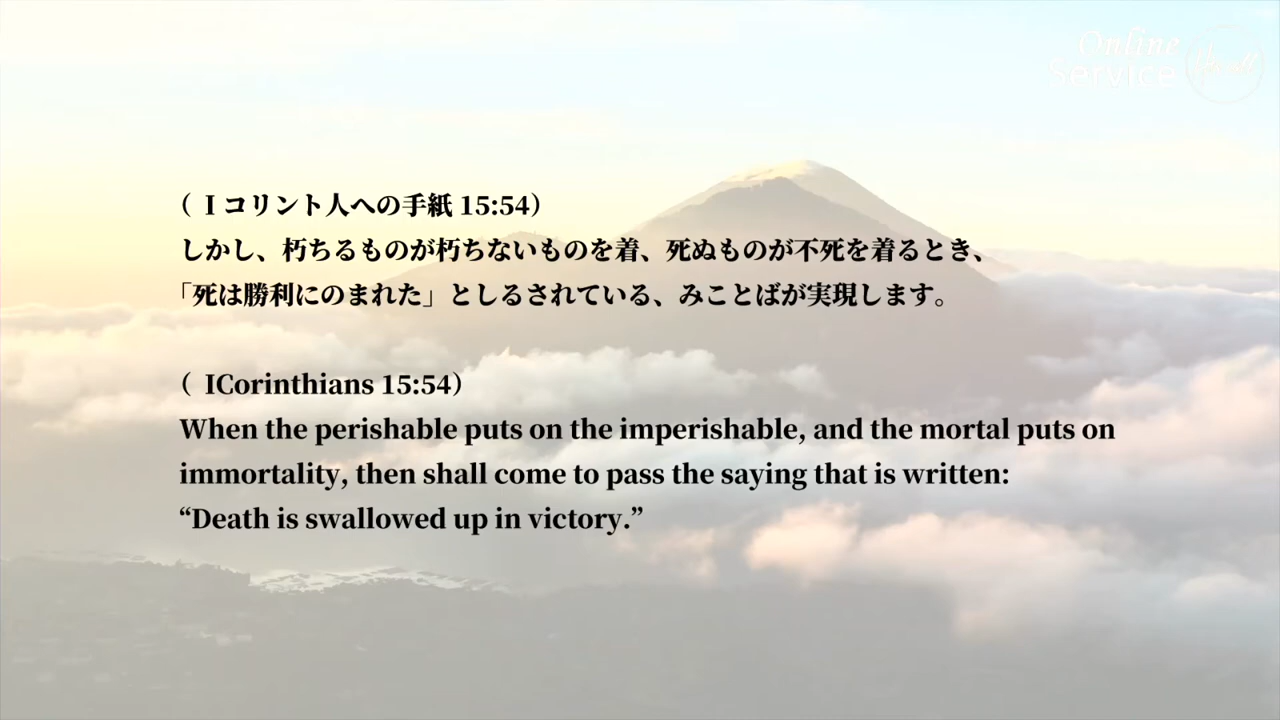 Online
Service
( Ⅰコリント人への手紙 15:54)
しかし、朽ちるものが朽ちないものを着、死ぬものが不死を着るとき、
「死は勝利にのまれた」としるされている、みことばが実現します。
( ICorinthians 15:54)
When the perishable puts on the imperishable, and the mortal puts on
immortality, then shall come to pass the saying that is written:
“Death is swallowed up in victory.”